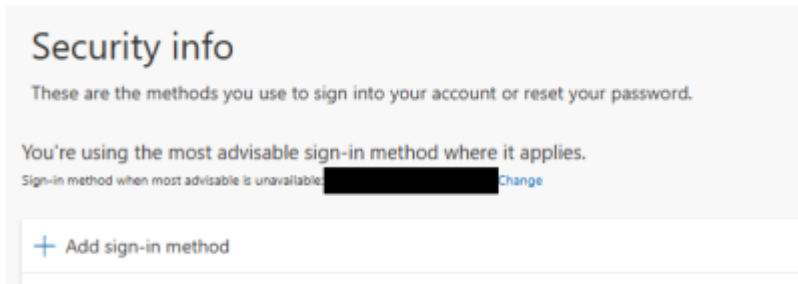 Security info
These are the methods you use to sign into your account or reset your password.
You're using the most advisable sign-in method where it applies.
Sign-in method when most advisable is unavailable: Change
+ Add sign-in method